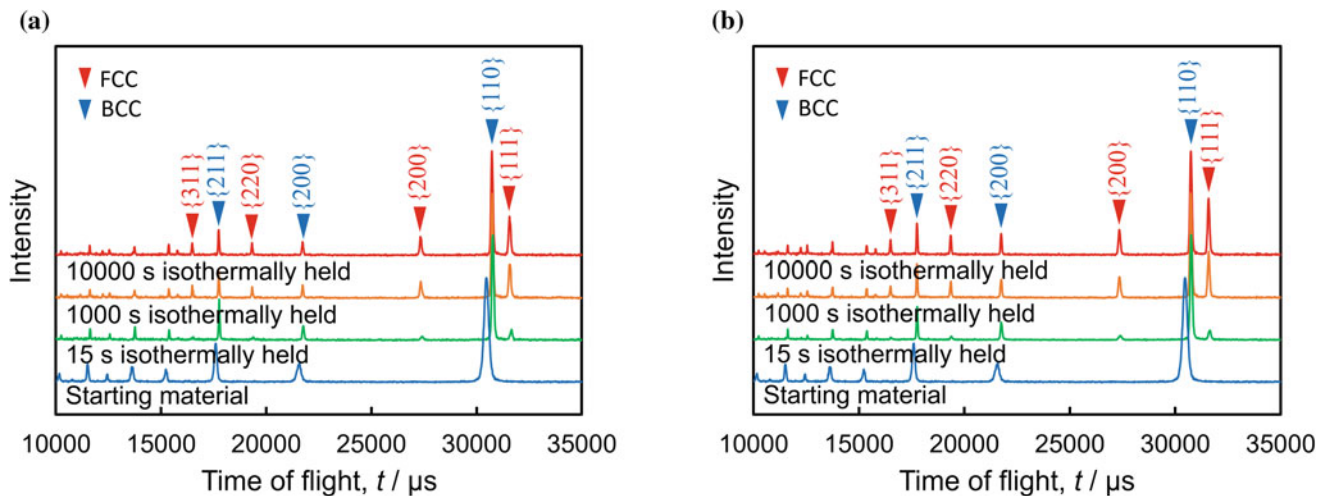 (a)
FCC
BCC
{311}
{211}
{220}
{200}
{200}
{110}
{111}
10000 s isothermally held
1000 s isothermally held
15 s isothermally held
Starting material
Intensity
10000 15000 20000 25000 30000 35000
Time of flight, t / μs
(b)
FCC
BCC
{311}
{211}
{220}
{200}
{200}
{110}
{111}
10000 s isothermally held
1000 s isothermally held
15 s isothermally held
Starting material
Intensity
10000 15000 20000 25000 30000 35000
Time of flight, t / μs